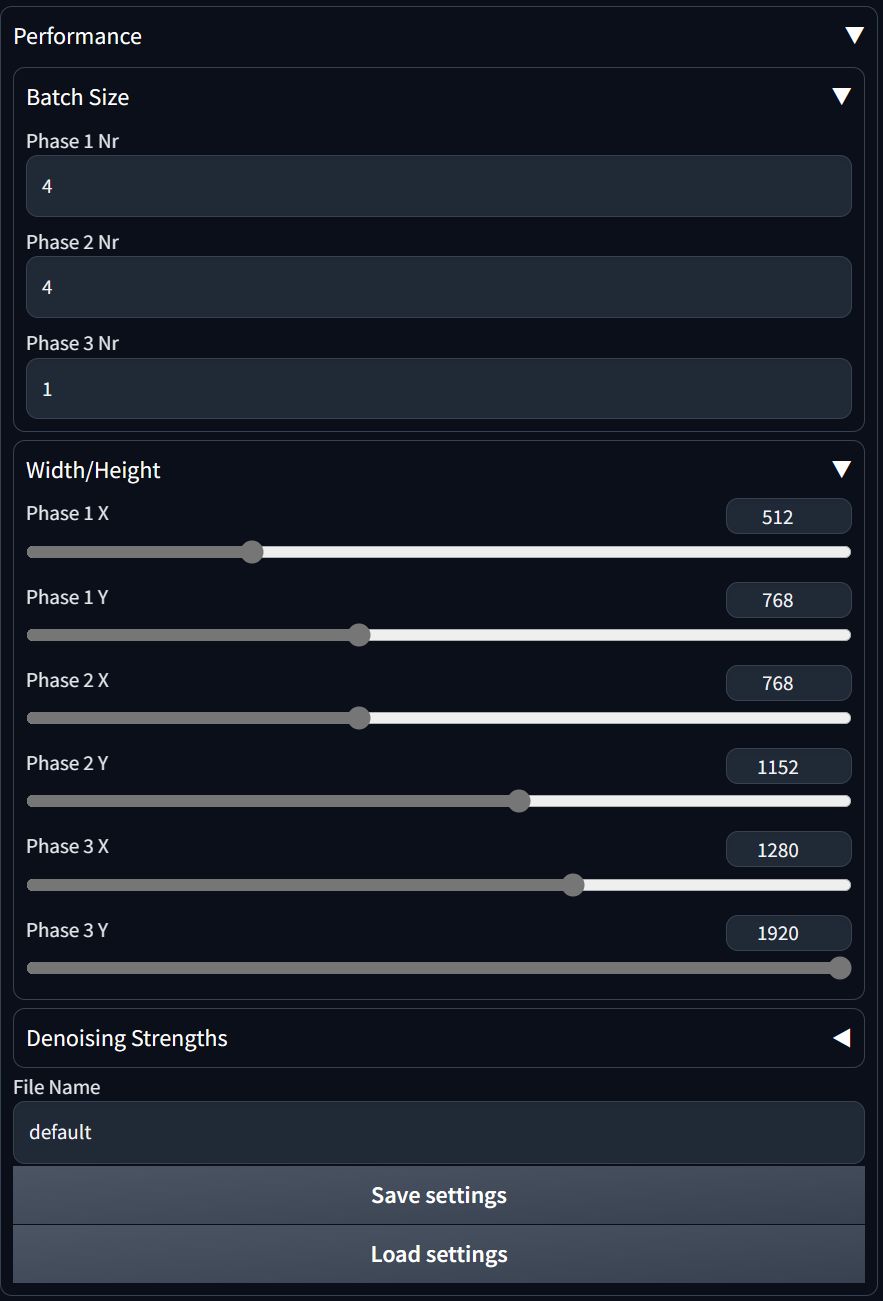 Performance
Batch Size
Phase 1 Nr
4
Phase 2 Nr
4
Phase 3 Nr
1
Width/Height
Phase 1 X
512
Phase 1 Y
768
Phase 2 X
768
Phase 2 Y
1152
Phase 3 X
1280
Phase 3 Y
1920
Denoising Strengths
File Name
default
Save settings
Load settings